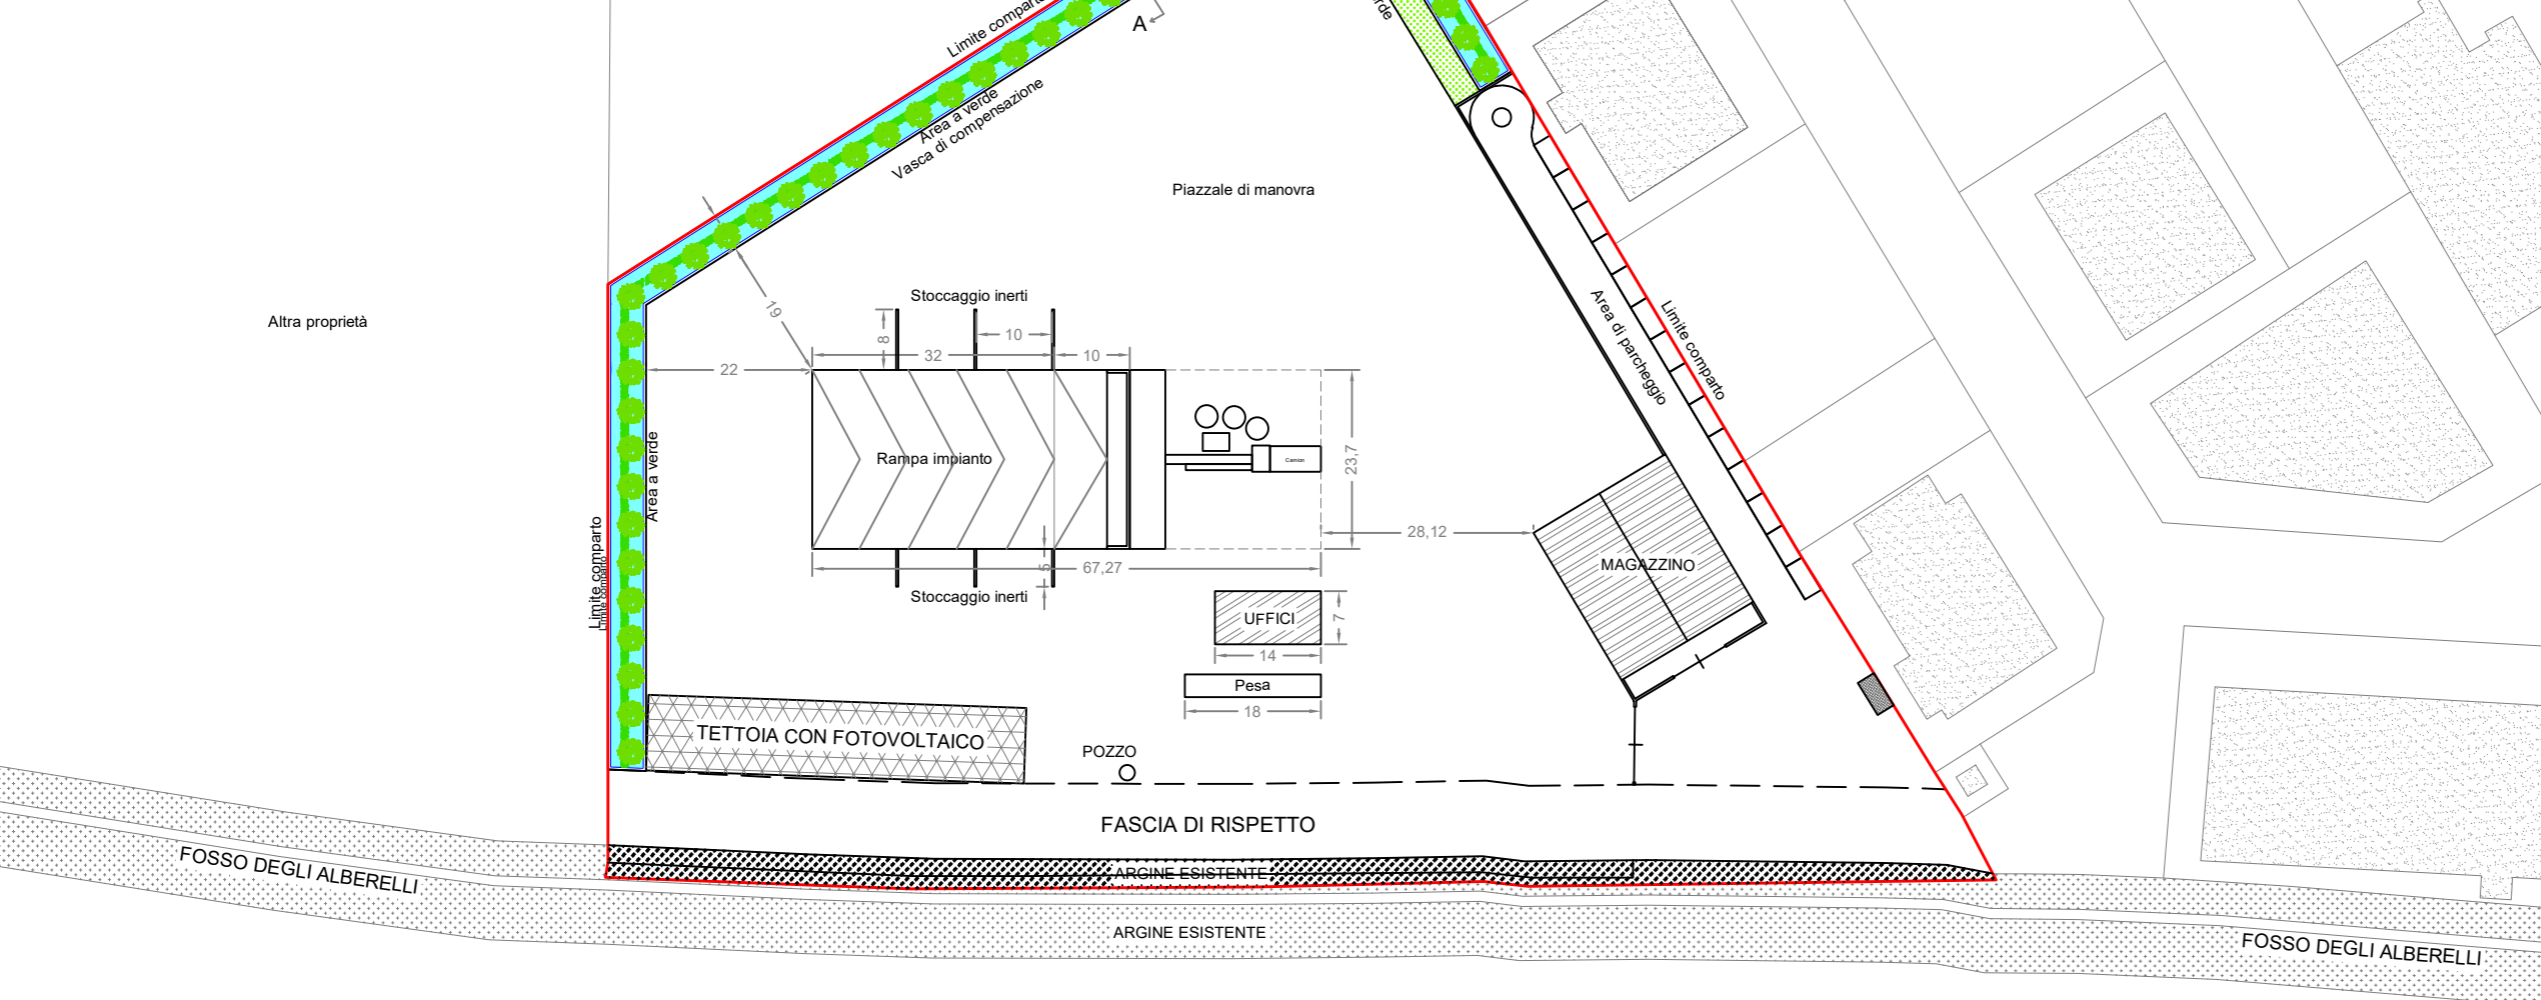 Limite comparto
A
verde
Area a verde
Vasca di compensazione
Piazzale di manovra
Altra proprietà
19
Stoccaggio inerti
8
10
32
10
22
Area di parcheggio
Limite comparto
Rampa impianto
Camion
23,7
Area a verde
Limite comparto
Limite comparto
28,12
5
67,27
MAGAZZINO
Stoccaggio inerti
UFFICI
7
14
Pesa
18
TETTOIA CON FOTOVOLTAICO
POZZO
FASCIA DI RISPETTO
FOSSO DEGLI ALBERELLI
ARGINE ESISTENTE
ARGINE ESISTENTE
FOSSO DEGLI ALBERELLI